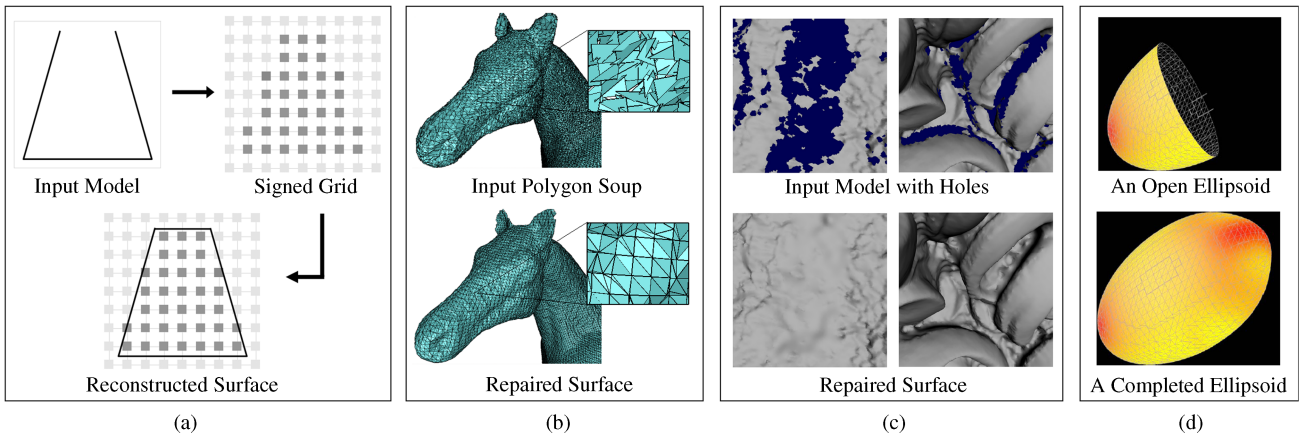 Input Model
Signed Grid
Reconstructed Surface
(a)
Input Polygon Soup
Repaired Surface
(b)
Input Model with Holes
Repaired Surface
(c)
An Open Ellipsoid
A Completed Ellipsoid
(d)